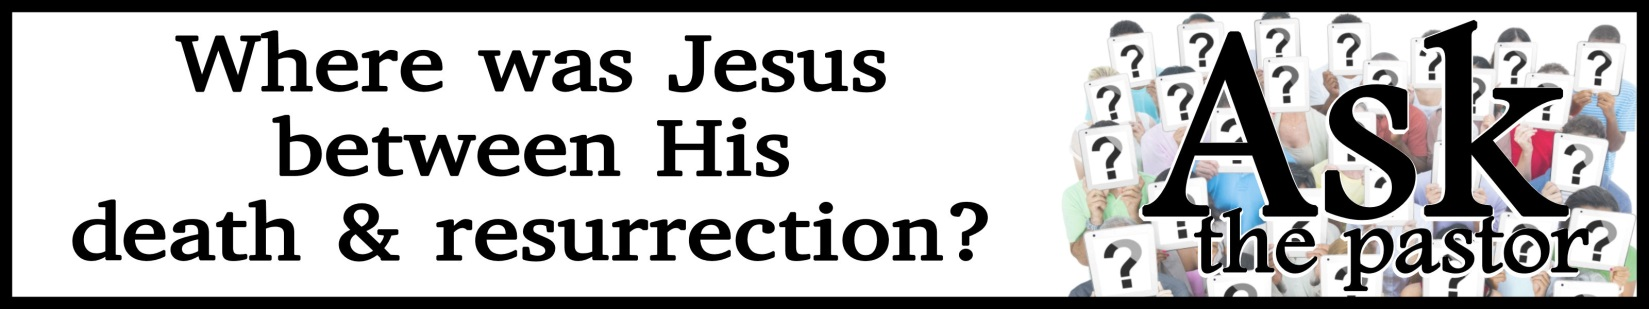 Where was Jesus
between His
death & resurrection?
Ask
the pastor